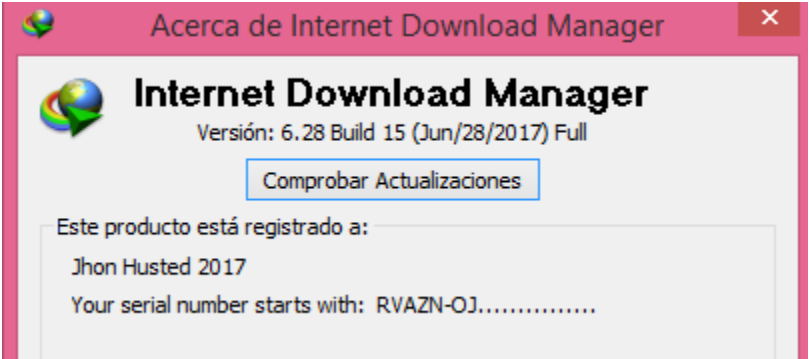 Acerca de Internet Download Manager
Internet Download Manager
Versión: 6.28 Build 15 (Jun/28/2017) Full
Comprobar Actualizaciones
Este producto está registrado a:
Jhon Husted 2017
Your serial number starts with:  RVAZN-OJ...............